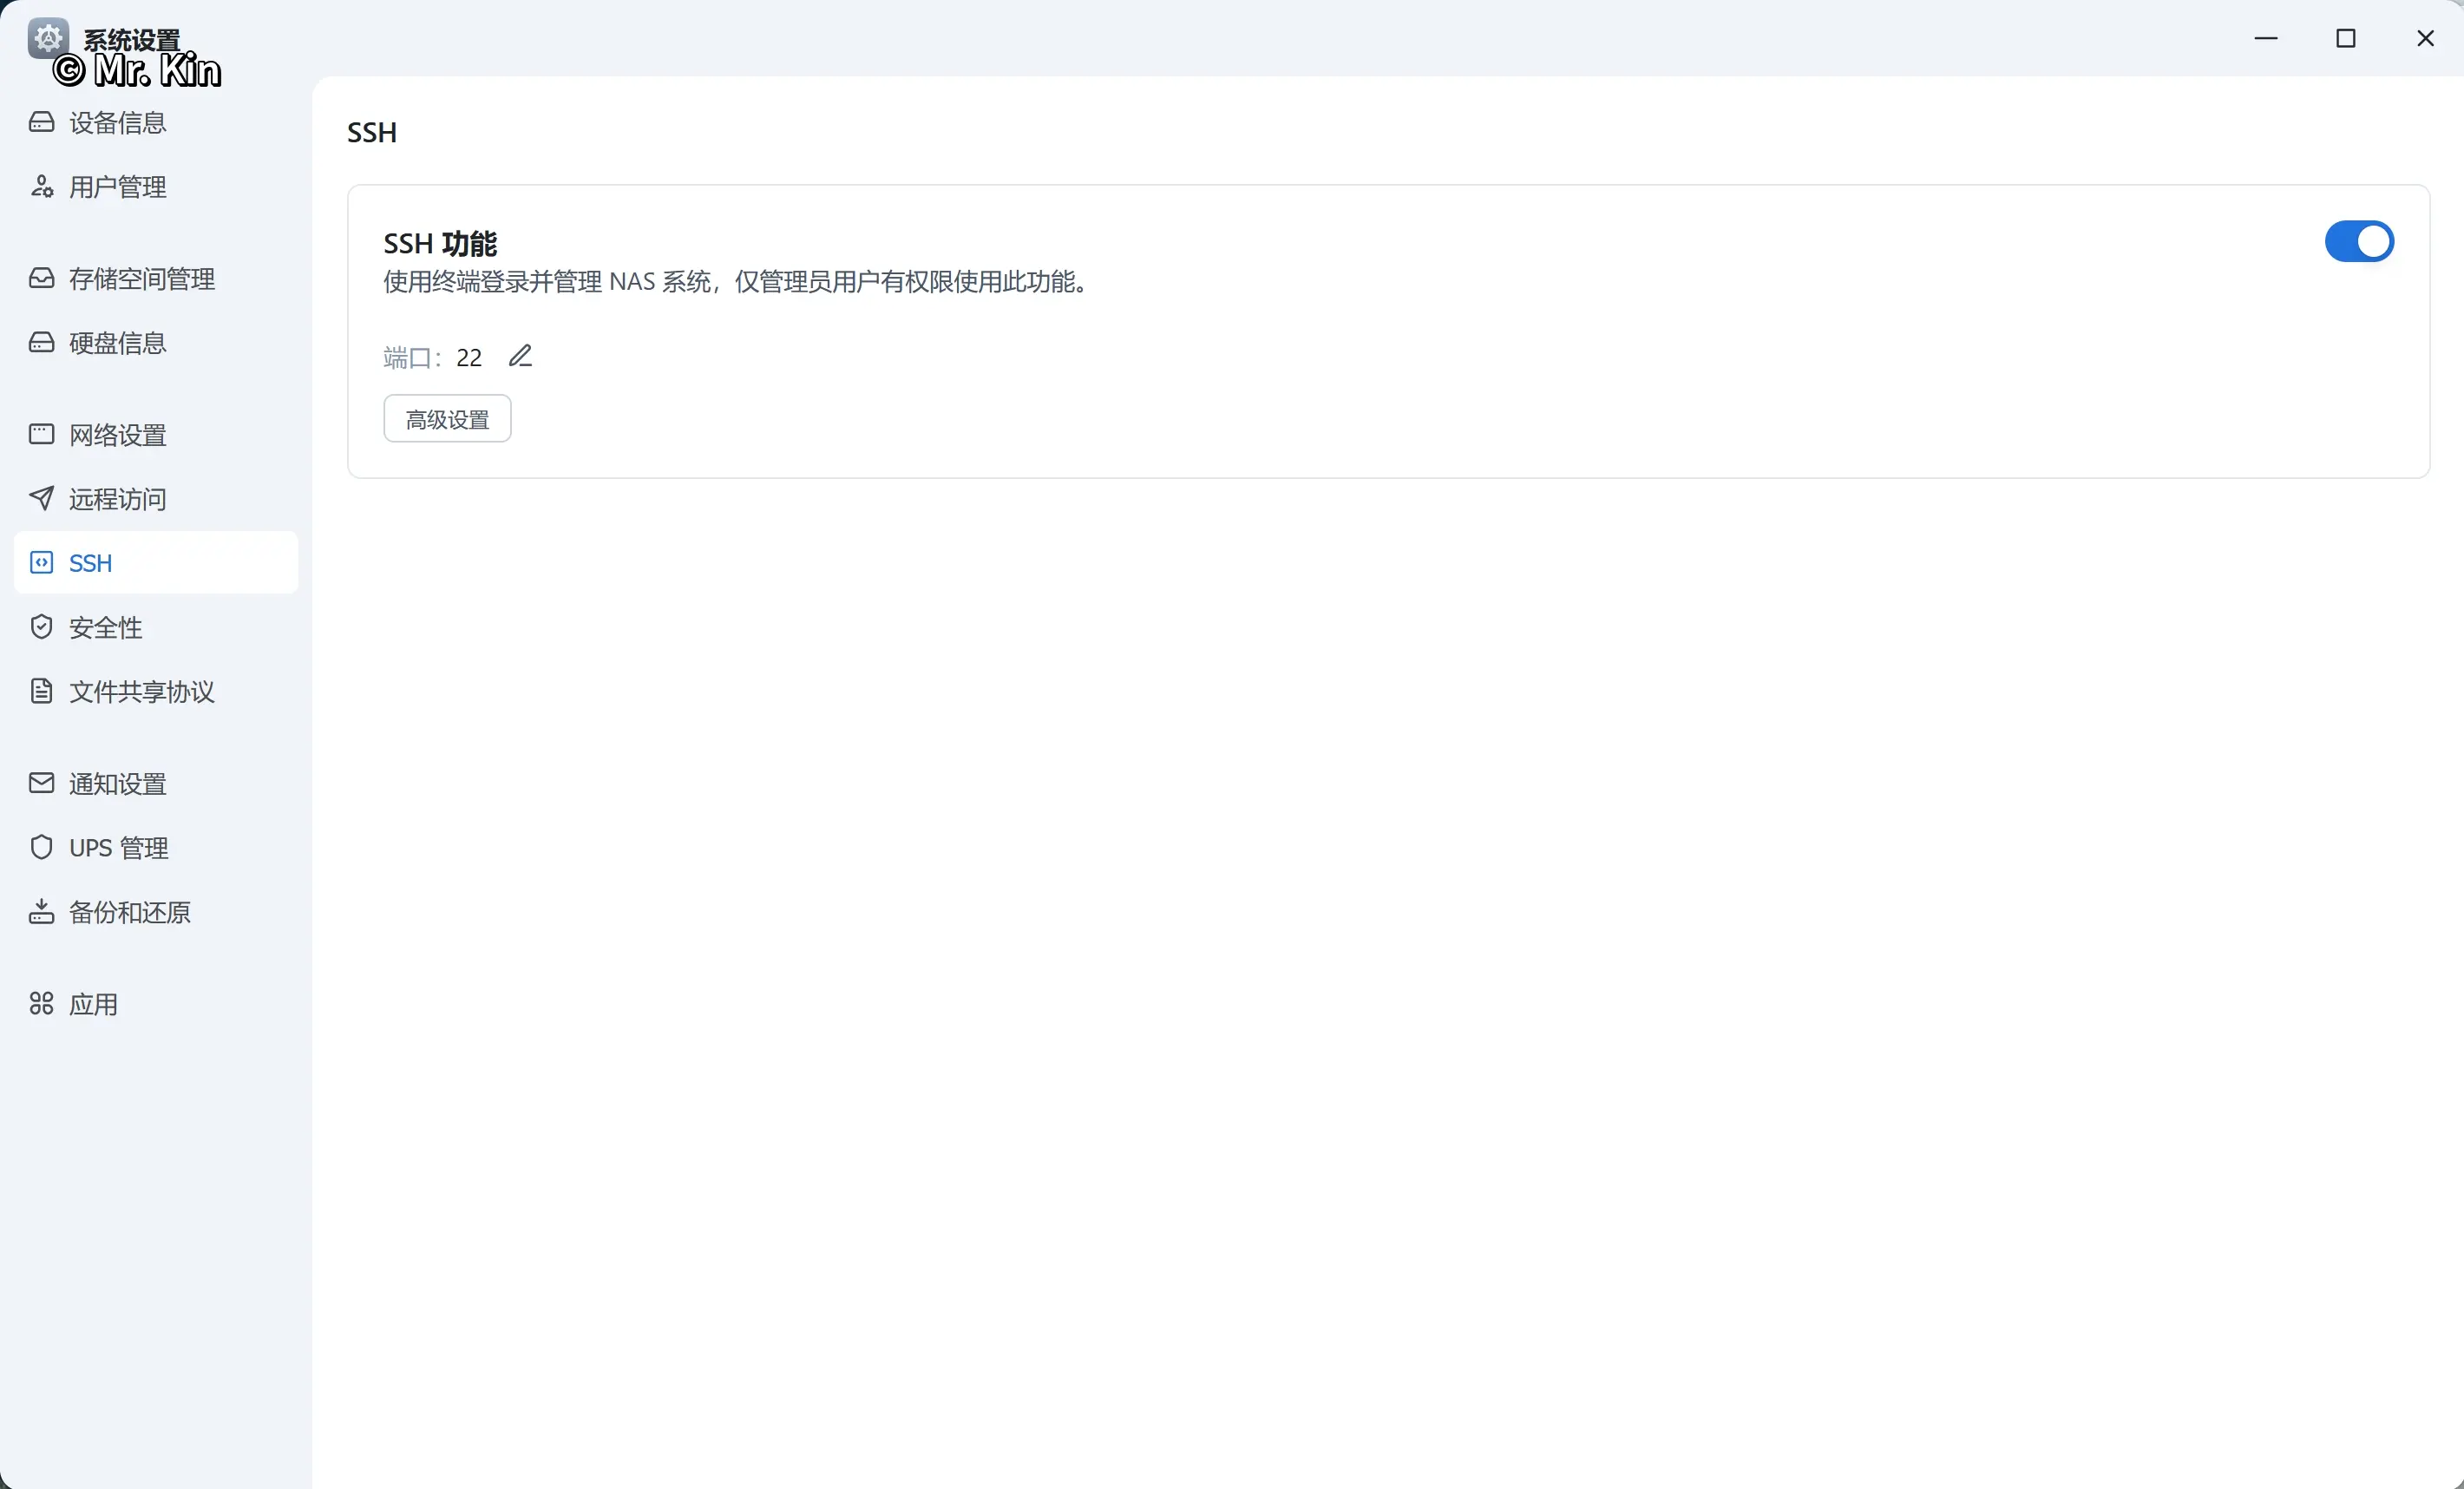 系统设置
© Mr. Kin
设备信息
用户管理
存储空间管理
硬盘信息
网络设置
远程访问
SSH
安全性
文件共享协议
通知设置
UPS 管理
备份和还原
应用
SSH
SSH 功能
使用终端登录并管理 NAS 系统，仅管理员用户有权限使用此功能。
端口：22
高级设置